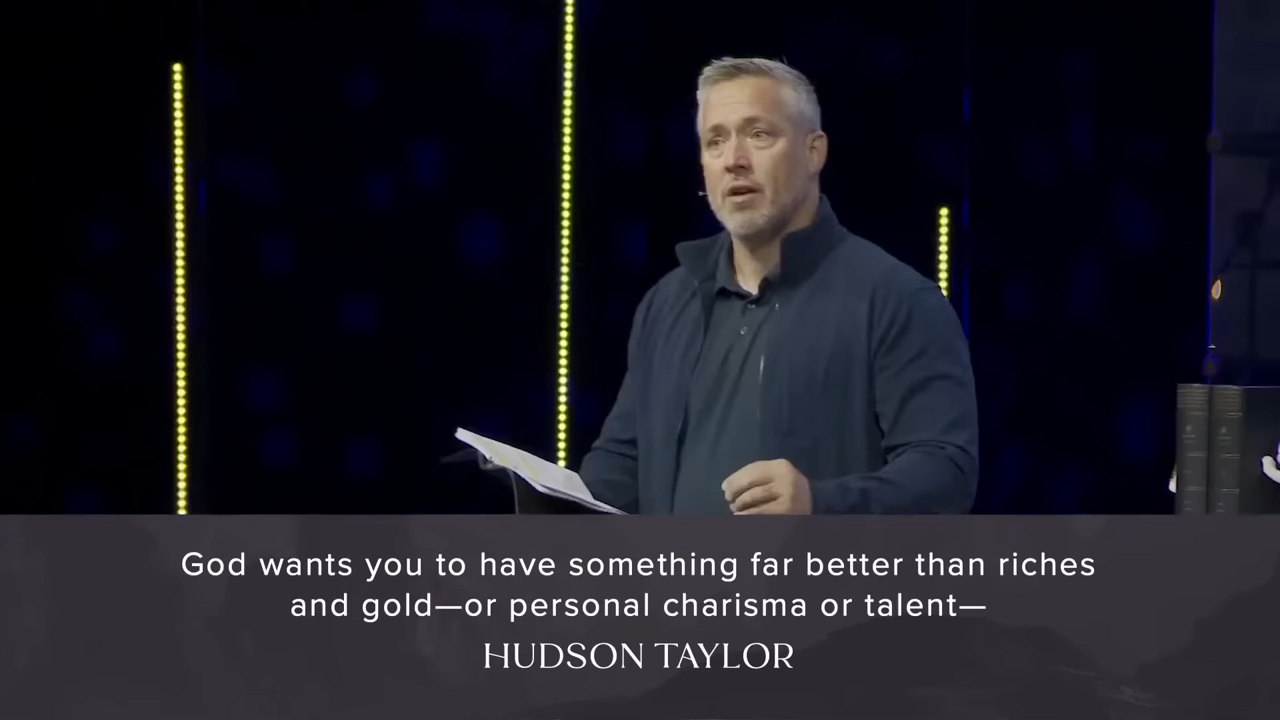 God wants you to have something far better than riches
and gold—or personal charisma or talent—
HUDSON TAYLOR